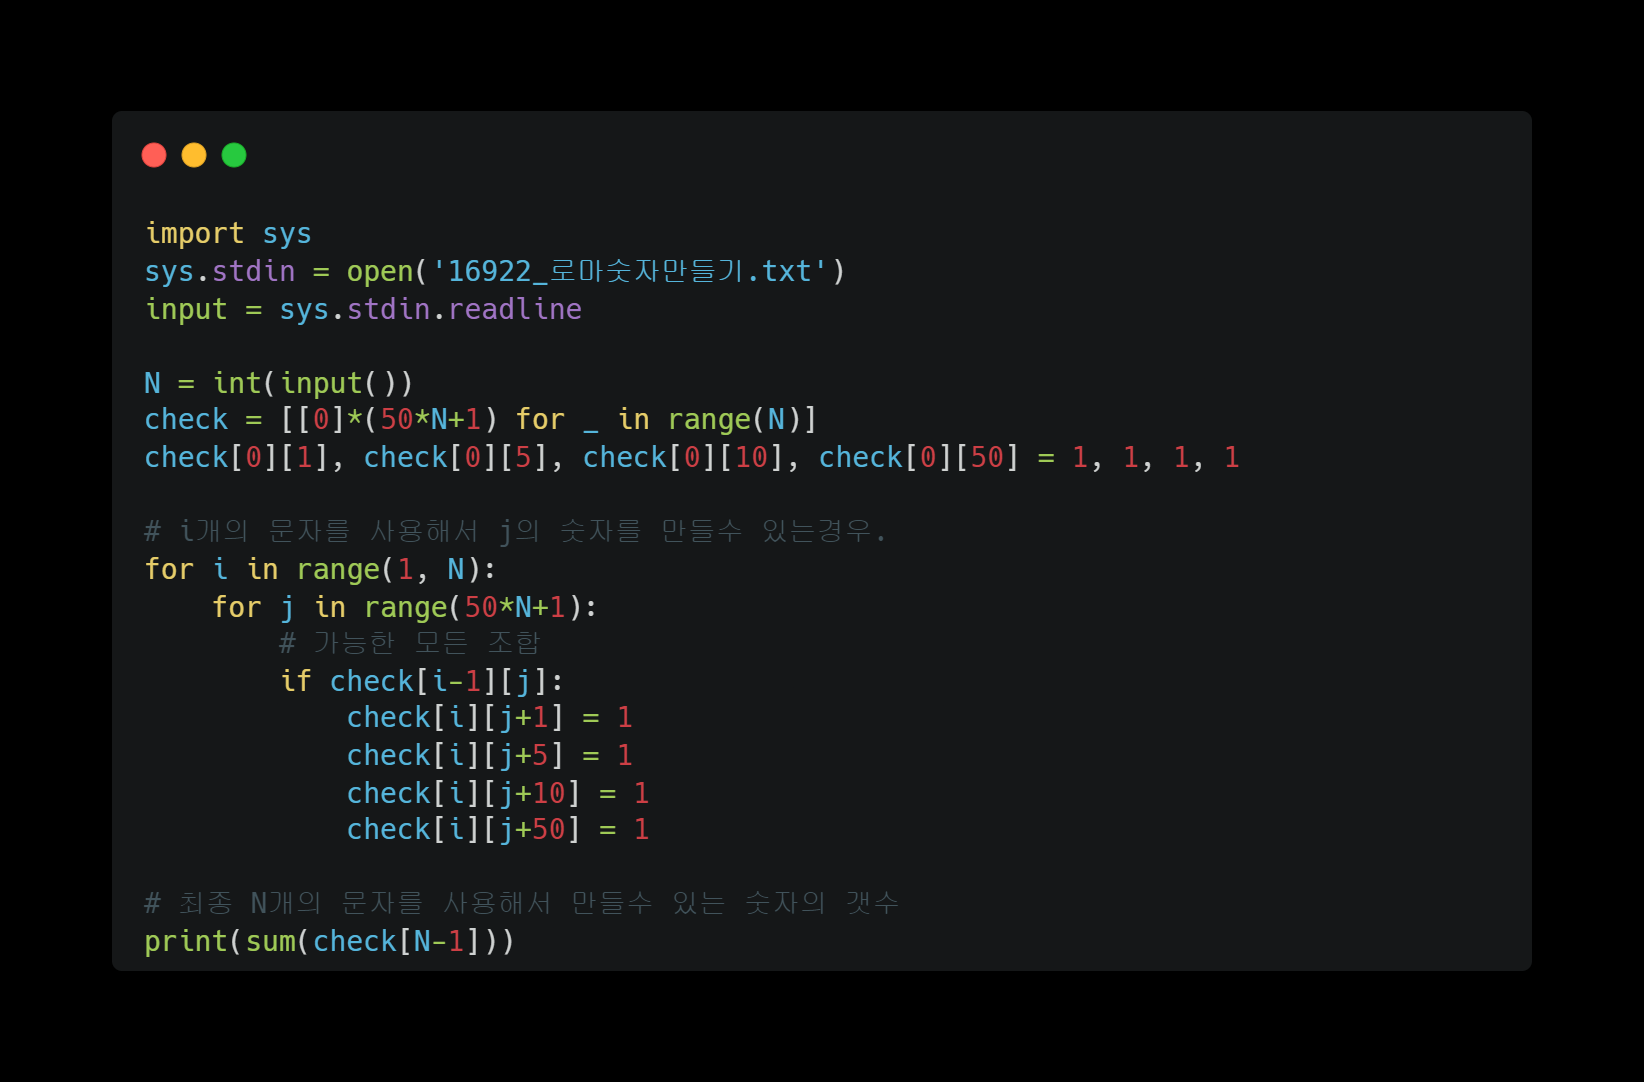 import sys
sys.stdin = open('16922_로마숫자만들기.txt')
input = sys.stdin.readline

N = int(input())
check = [[0]*(50*N+1) for _ in range(N)]
check[0][1], check[0][5], check[0][10], check[0][50] = 1, 1, 1, 1

# i개의 문자를 사용해서 j의 숫자를 만들수 있는경우.
for i in range(1, N):
    for j in range(50*N+1):
        # 가능한 모든 조합
        if check[i-1][j]:
            check[i][j+1] = 1
            check[i][j+5] = 1
            check[i][j+10] = 1
            check[i][j+50] = 1

# 최종 N개의 문자를 사용해서 만들수 있는 숫자의 갯수
print(sum(check[N-1]))